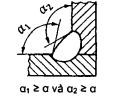 α₂
α₁
α₁ ≥ α và α₂ ≥ α